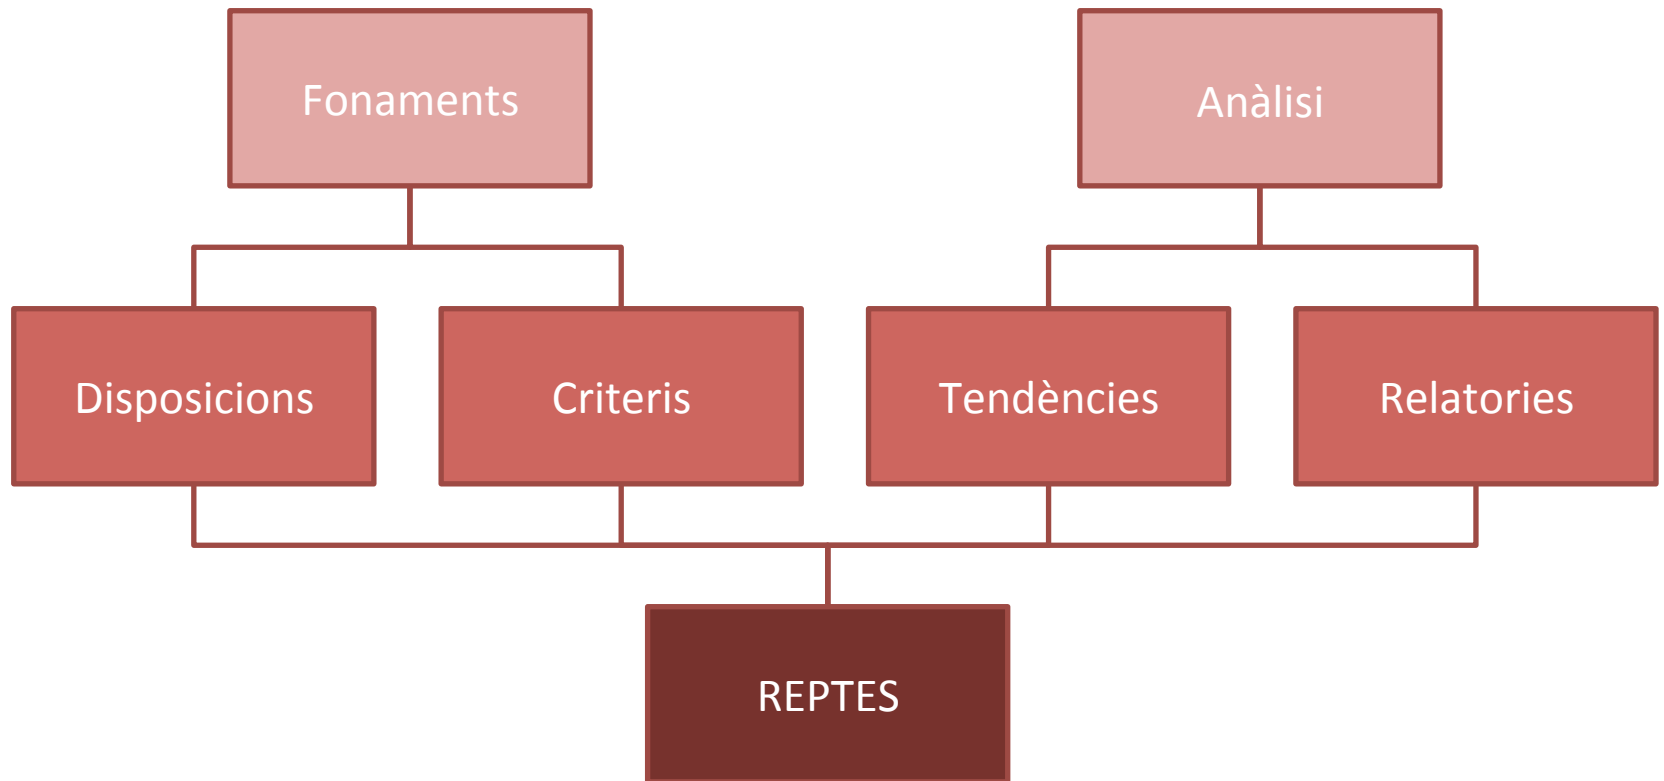 Fonaments
Anàlisi
Disposicions
Criteris
Tendències
Relatories
REPTES